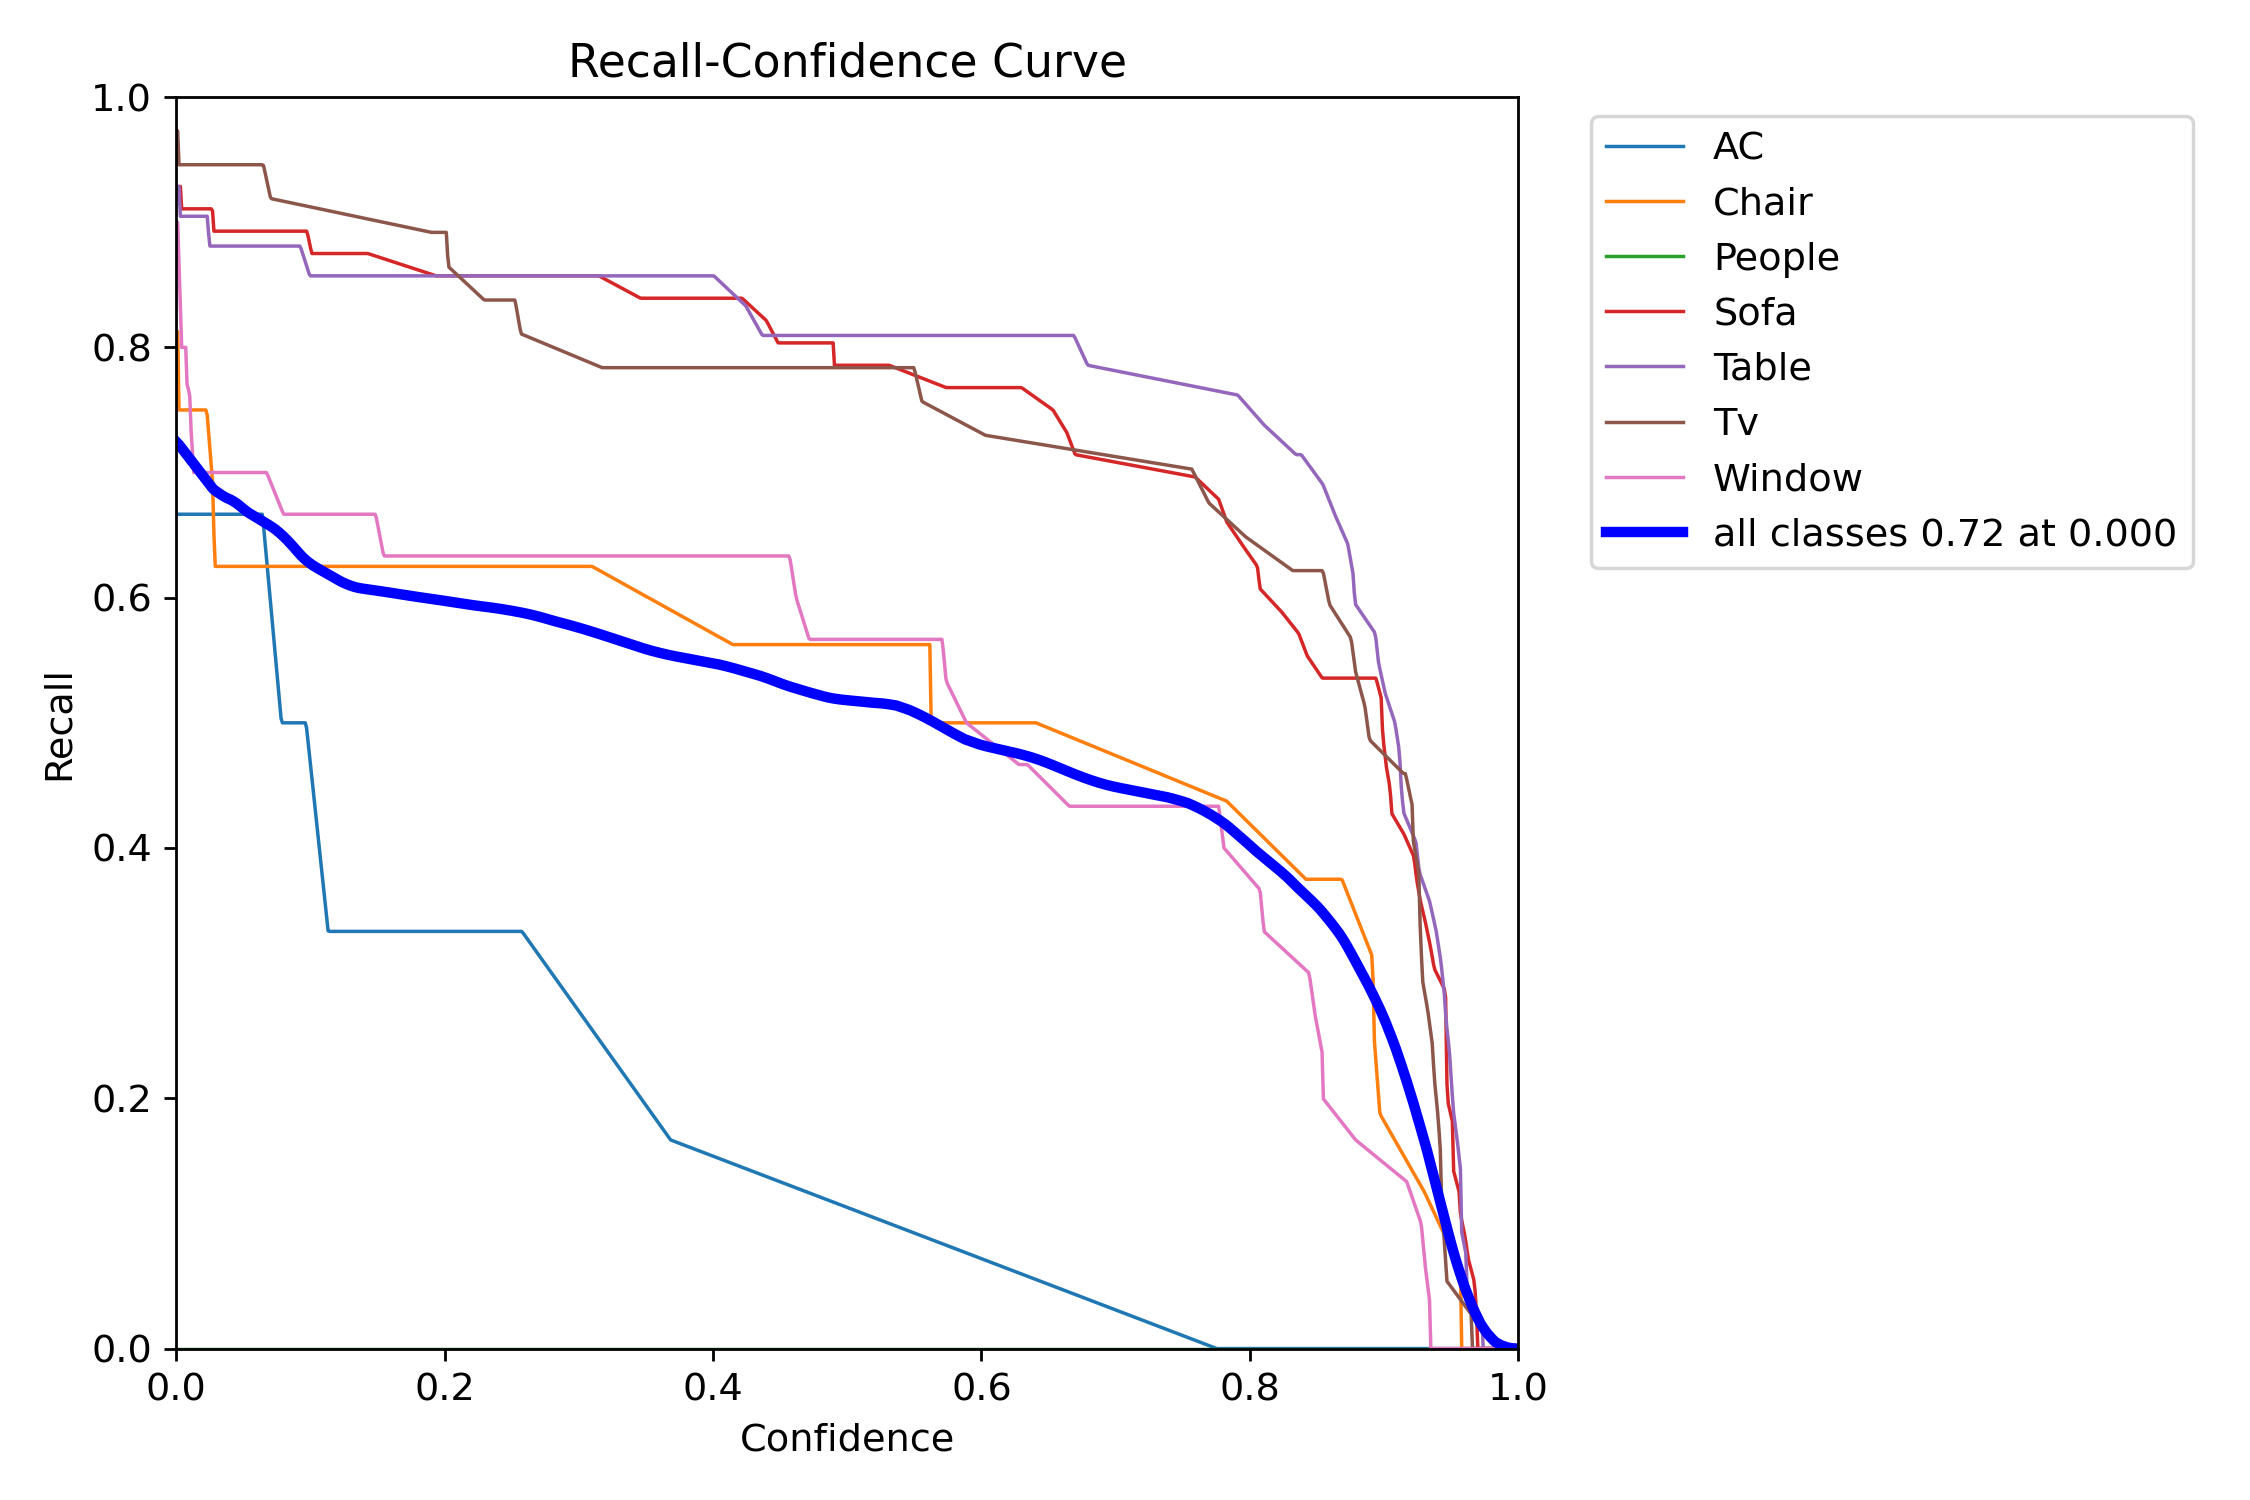 Recall-Confidence Curve
1.0
0.8
0.6
0.4
0.2
0.0
Recall
0.0 0.2 0.4 0.6 0.8 1.0
Confidence
AC
Chair
People
Sofa
Table
Tv
Window
all classes 0.72 at 0.000